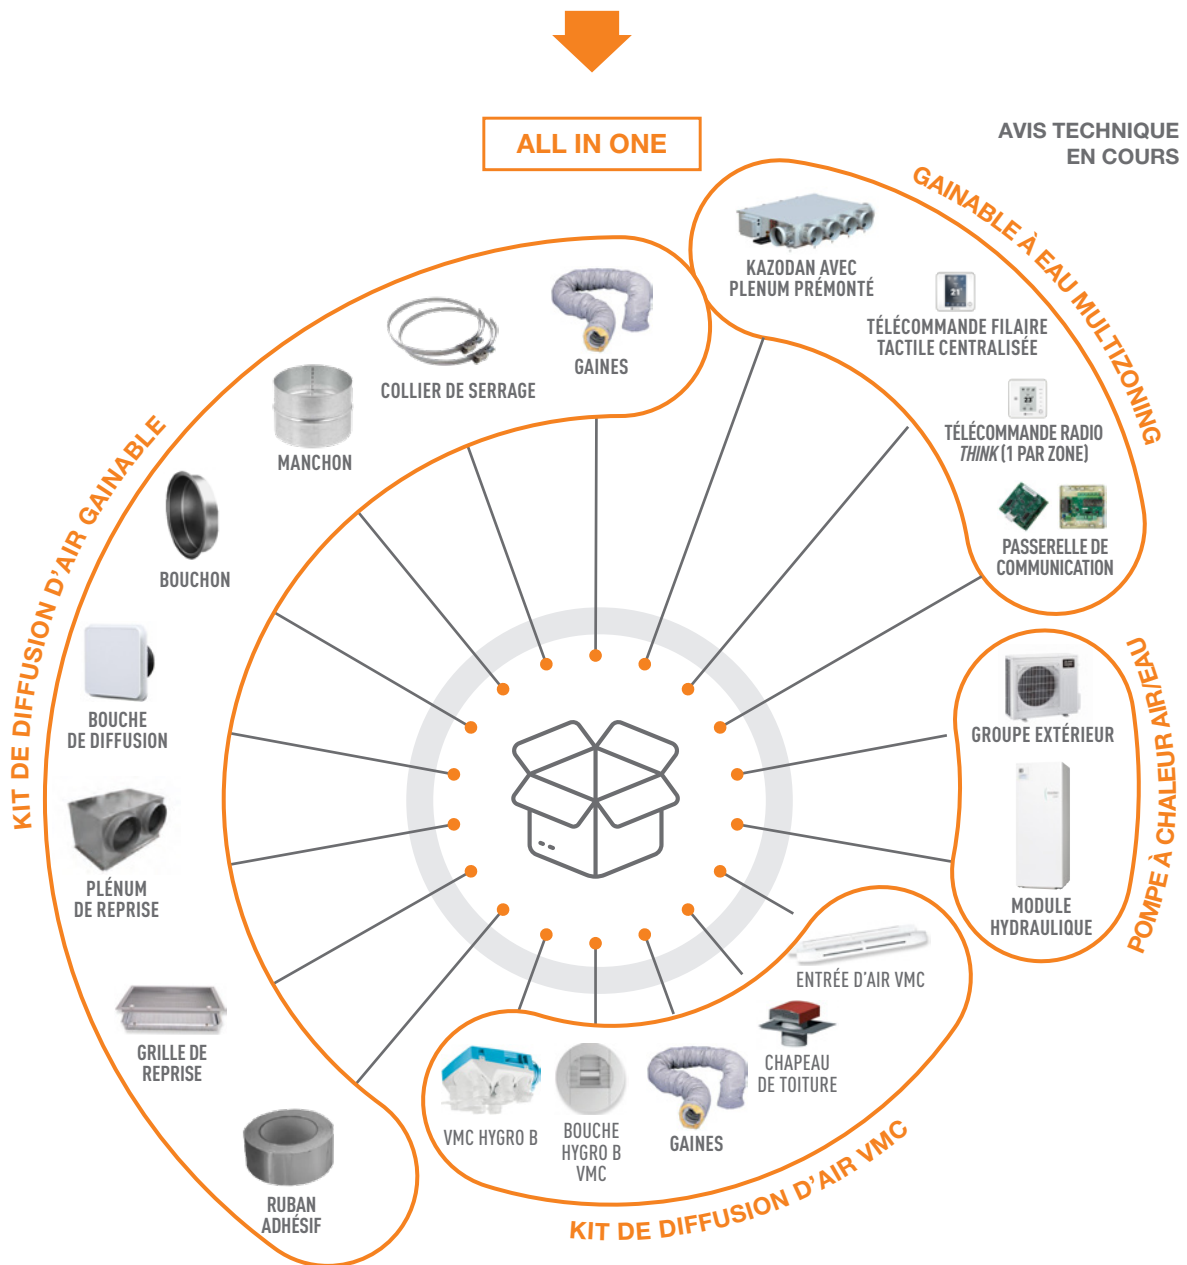 ALL IN ONE
AVIS TECHNIQUE
EN COURS
GAINABLE À EAU MULTIZONING
KAZODAN AVEC
PLENUM PRÉMONTÉ
21
TÉLÉCOMMANDE FILAIRE
TACTILE CENTRALISÉE
23
TÉLÉCOMMANDE RADIO
THINK (1 PAR ZONE)
PASSERELLE DE
COMMUNICATION
KIT DE DIFFUSION D'AIR GAINABLE
GAINES
COLLIER DE SERRAGE
MANCHON
BOUCHON
BOUCHE
DE DIFFUSION
PLÉNUM
DE REPRISE
GRILLE DE
REPRISE
RUBAN
ADHÉSIF
POMPE À CHALEUR AIR/EAU
GROUPE EXTÉRIEUR
MODULE
HYDRAULIQUE
ENTRÉE D'AIR VMC
CHAPEAU
DE TOITURE
GAINES
BOUCHE
HYGRO B
VMC
VMC HYGRO B
KIT DE DIFFUSION D'AIR VMC